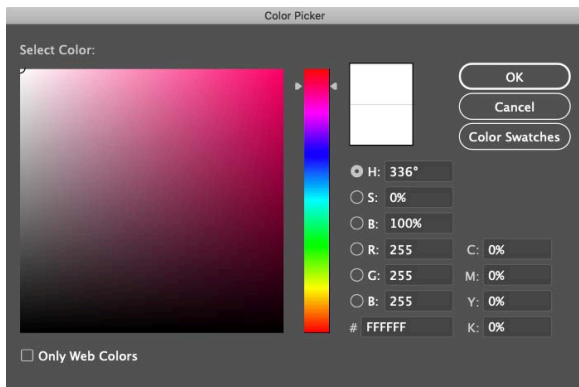 Color Picker
Select Color:
OK
Cancel
Color Swatches
H: 336°
S: 0%
B: 100%
R: 255
C: 0%
G: 255
M: 0%
B: 255
Y: 0%
# FFFFFF
K: 0%
Only Web Colors